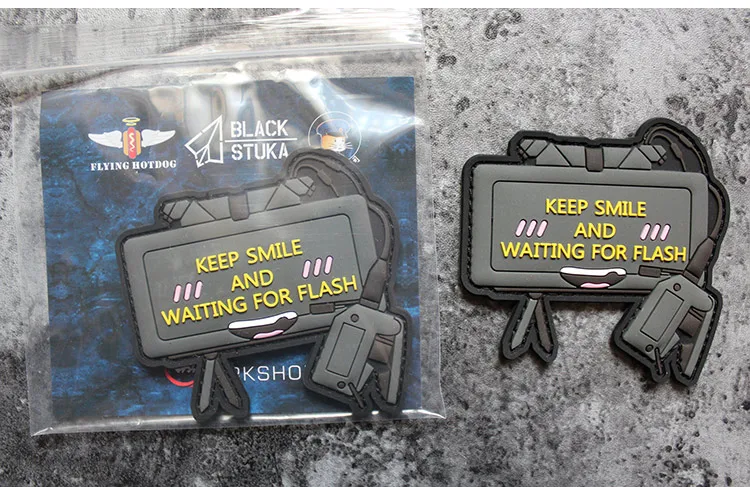 FLYING HOTDOG
BLACK
STUKA
KEEP SMILE
AND
WAITING FOR FLASH
KEEP SMILE
AND
WAITING FOR FLASH